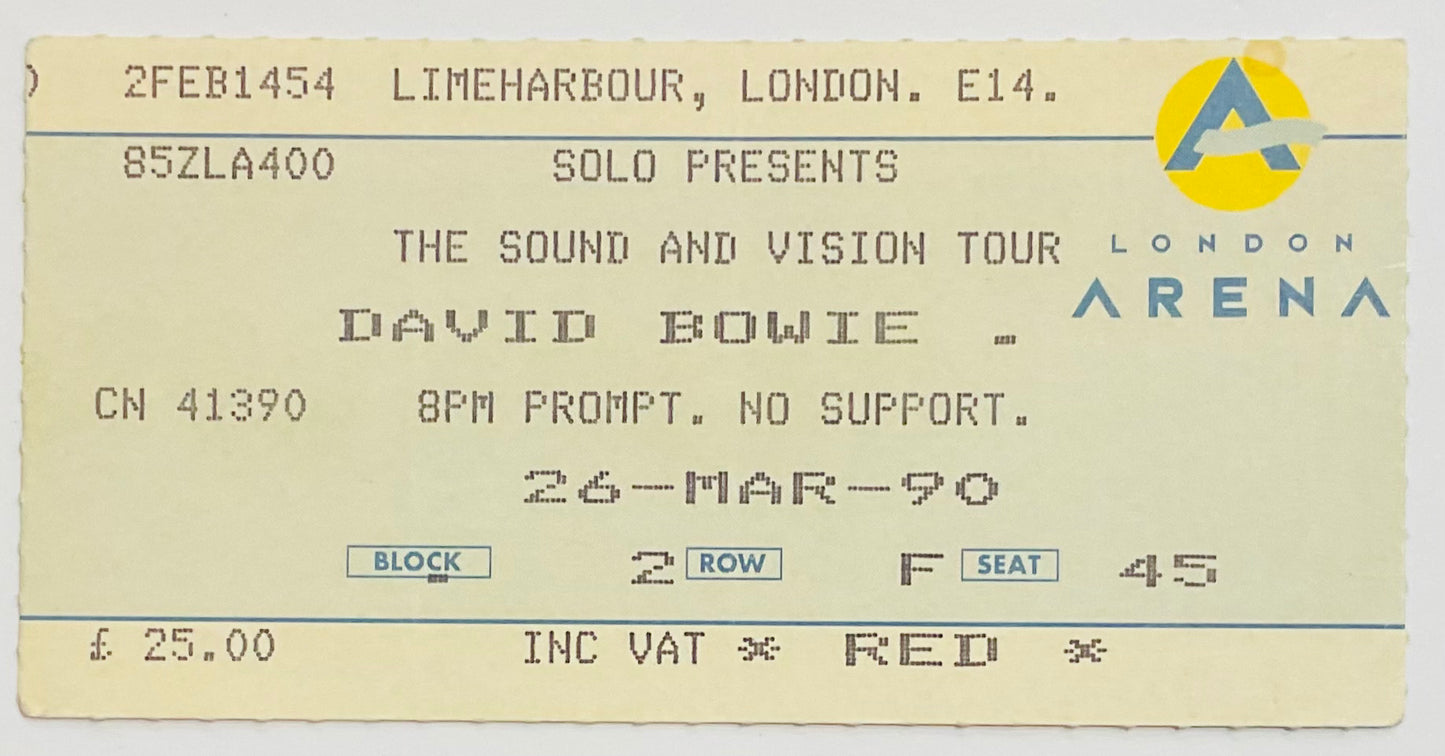 ) 2FEB1454 LIMEHARBOUR, LONDON. E14.
85ZLA400 SOLO PRESENTS
THE SOUND AND VISION TOUR
LONDON
ARENA
DAVID BOWIE .
CN 41390 8PM PROMPT. NO SUPPORT.
26-MAR-90
BLOCK 2 ROW F SEAT 45
£ 25.00 INC VAT * RED *